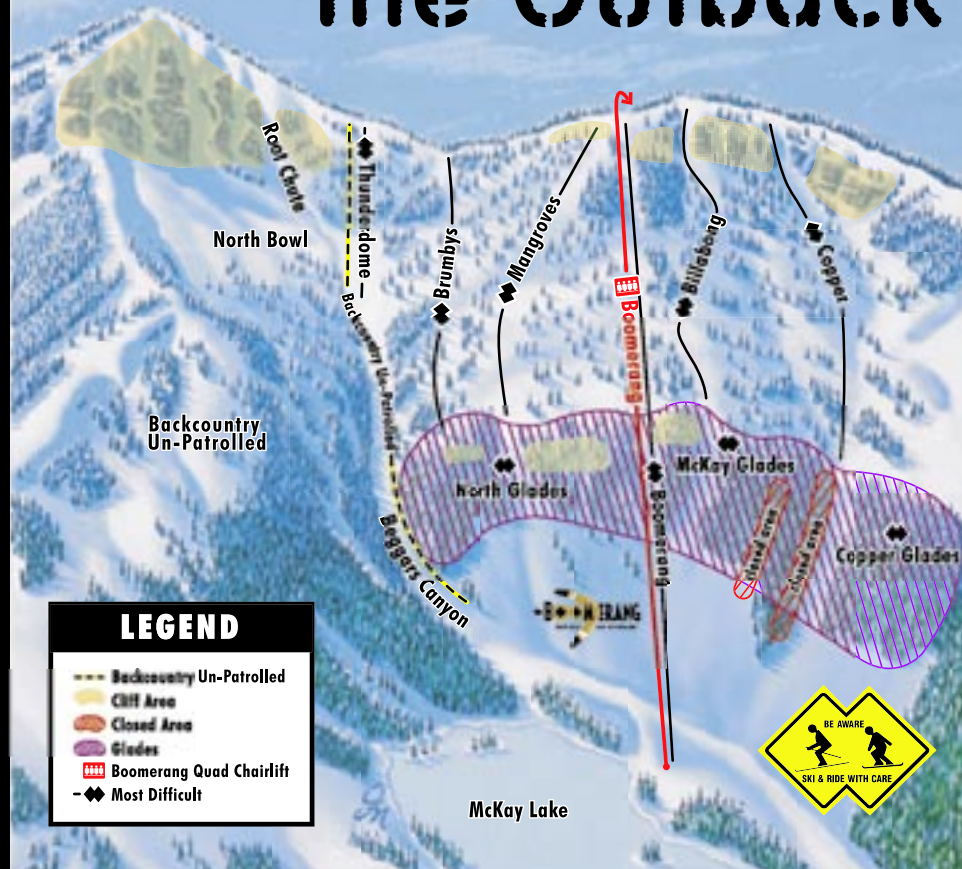 The Outback
Root Chute
North Bowl
Thunderdome
Brumbys
Mangroves
Boomerang
Billabong
Copper
Backcountry Un-Patrolled
Backcountry
Un-Patrolled
North Glades
McKay Glades
Boomerang
Copper Glades
closed area
closed area
Beggars Canyon
BOOMERANG
LEGEND
Backcountry Un-Patrolled
Cliff Area
Closed Area
Glades
Boomerang Quad Chairlift
Most Difficult
McKay Lake
BE AWARE
SKI & RIDE WITH CARE